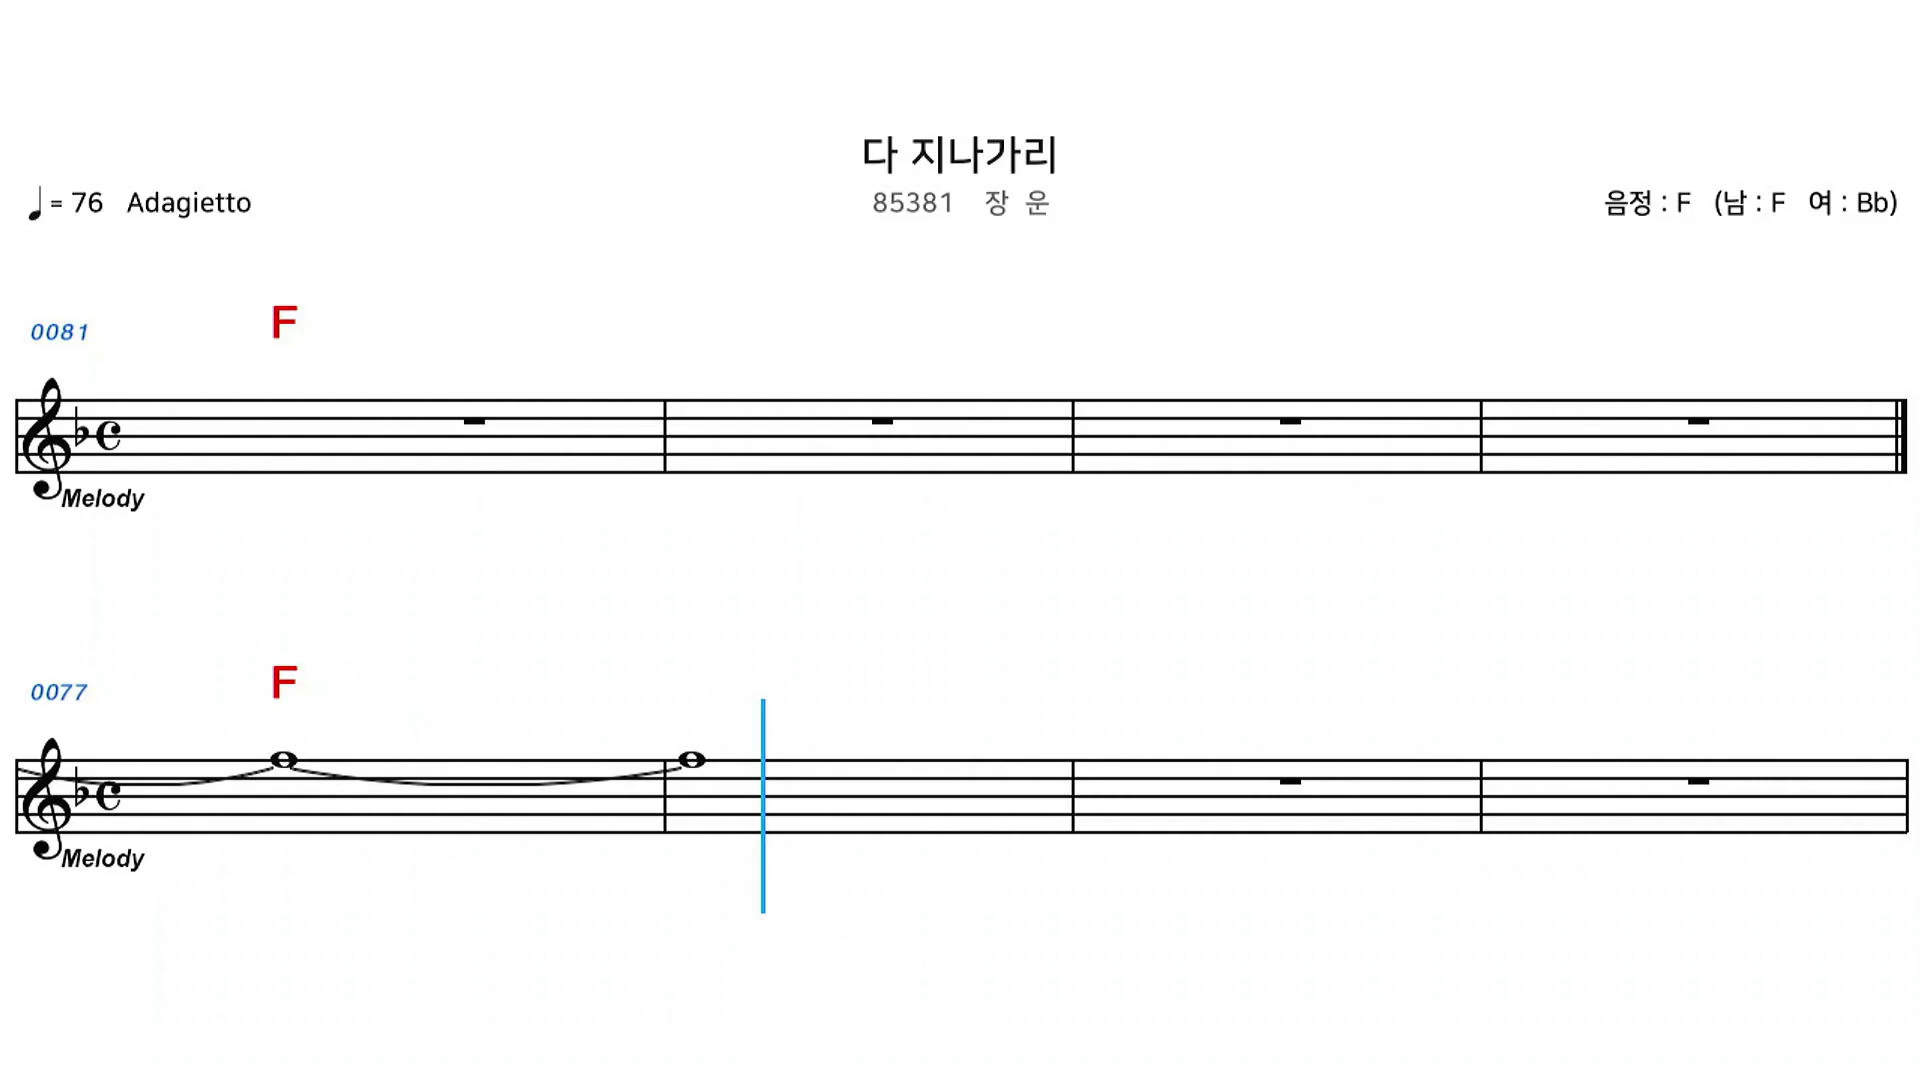 다 지나가리
♩ = 76 Adagietto
85381 장 운
음정 : F (남 : F 여 : Bb)
0081 F
Melody
0077 F
Melody